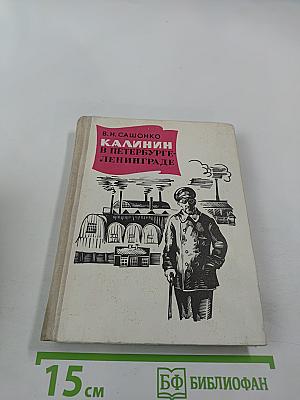 В.Н.САШОНКО
КАЛИНИН
В ПЕТЕРБУРГЕ-
ЛЕНИНГРАДЕ
15 см
БФ БИБЛИОФАН